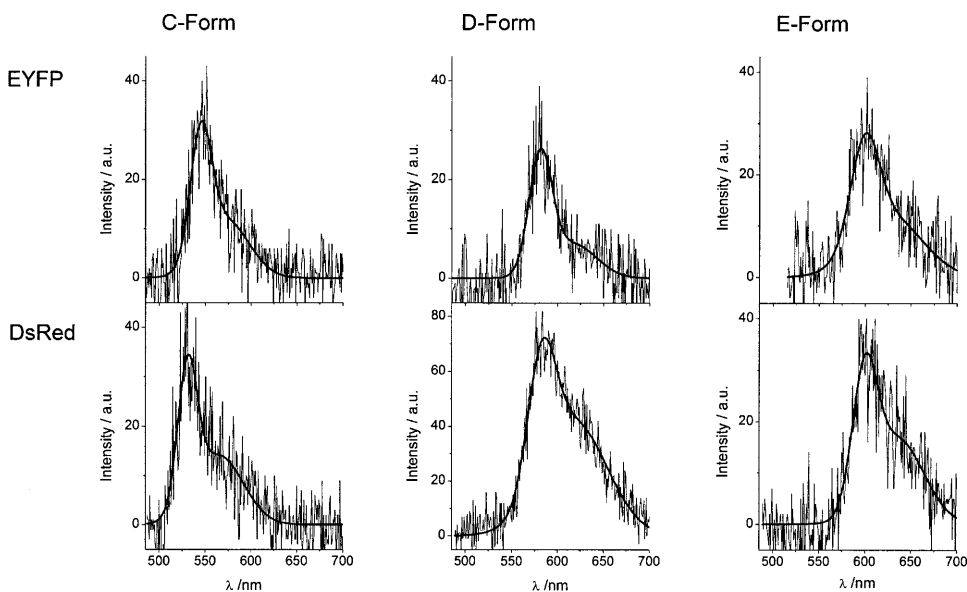 C-Form D-Form E-Form
EYFP
Intensity / a.u. Intensity / a.u. Intensity / a.u.
40 40 40
20 20 20
0 0 0
DsRed
Intensity / a.u. Intensity / a.u. Intensity / a.u.
40 80 40
60
20 40 20
20
0 0 0
500 550 600 650 700 500 550 600 650 700 500 550 600 650 700
λ /nm λ /nm λ /nm